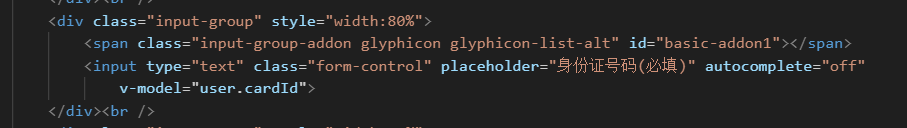 </div><br />
<div class="input-group" style="width:80%">
<span class="input-group-addon glyphicon glyphicon-list-alt" id="basic-addon1"></span>
<input type="text" class="form-control" placeholder="身份证号码(必填)" autocomplete="off"
v-model="user.cardId">
</div><br />